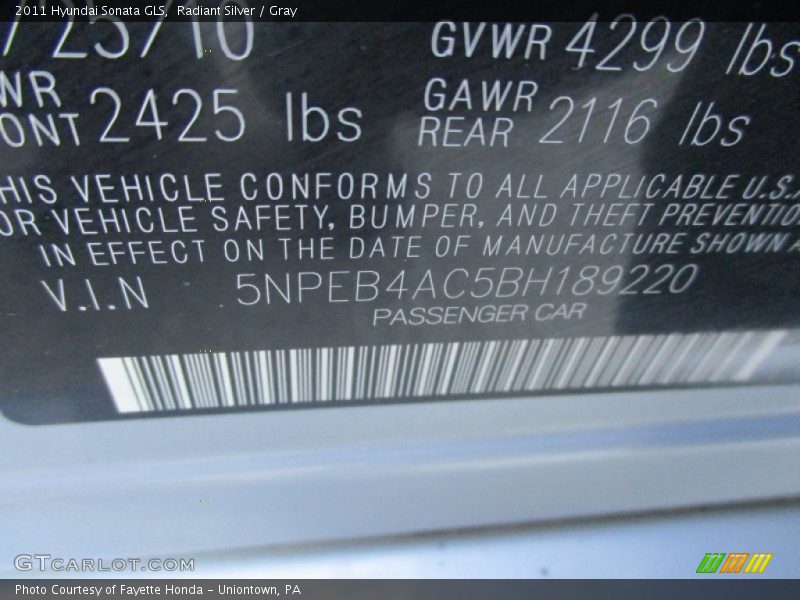 2011 Hyundai Sonata GLS, Radiant Silver / Gray
/25/10 GVWR 4299 lbs
WR
ONT 2425 lbs GAWR
REAR 2116 lbs
HIS VEHICLE CONFORMS TO ALL APPLICABLE U.S.A
OR VEHICLE SAFETY, BUMPER, AND THEFT PREVENTIO
IN EFFECT ON THE DATE OF MANUFACTURE SHOWN A
V.I.N 5NPEB4AC5BH189220
PASSENGER CAR
GTCARLOT.COM
Photo Courtesy of Fayette Honda - Uniontown, PA